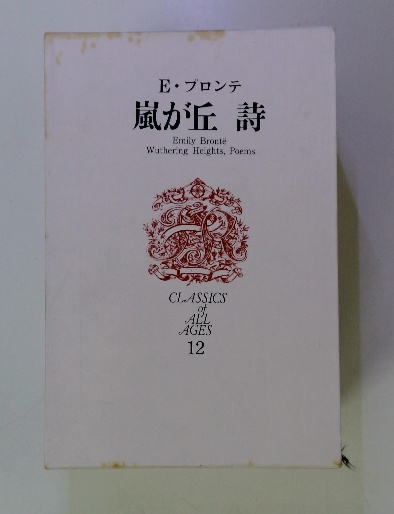 E・ブロンテ
嵐が丘 詩
Emily Brontë
Wuthering Heights, Poems
CLASSICS
of
ALL
AGES
12